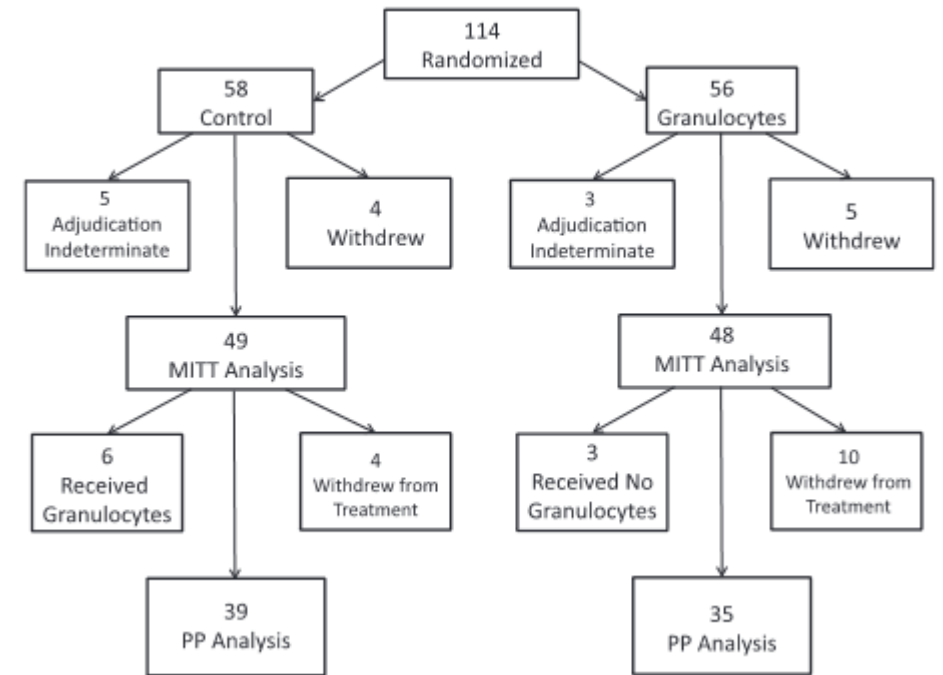 114
Randomized
58
Control
56
Granulocytes
5
Adjudication
Indeterminate
4
Withdrew
3
Adjudication
Indeterminate
5
Withdrew
49
MITT Analysis
48
MITT Analysis
6
Received
Granulocytes
4
Withdrew from
Treatment
3
Received No
Granulocytes
10
Withdrew from
Treatment
39
PP Analysis
35
PP Analysis